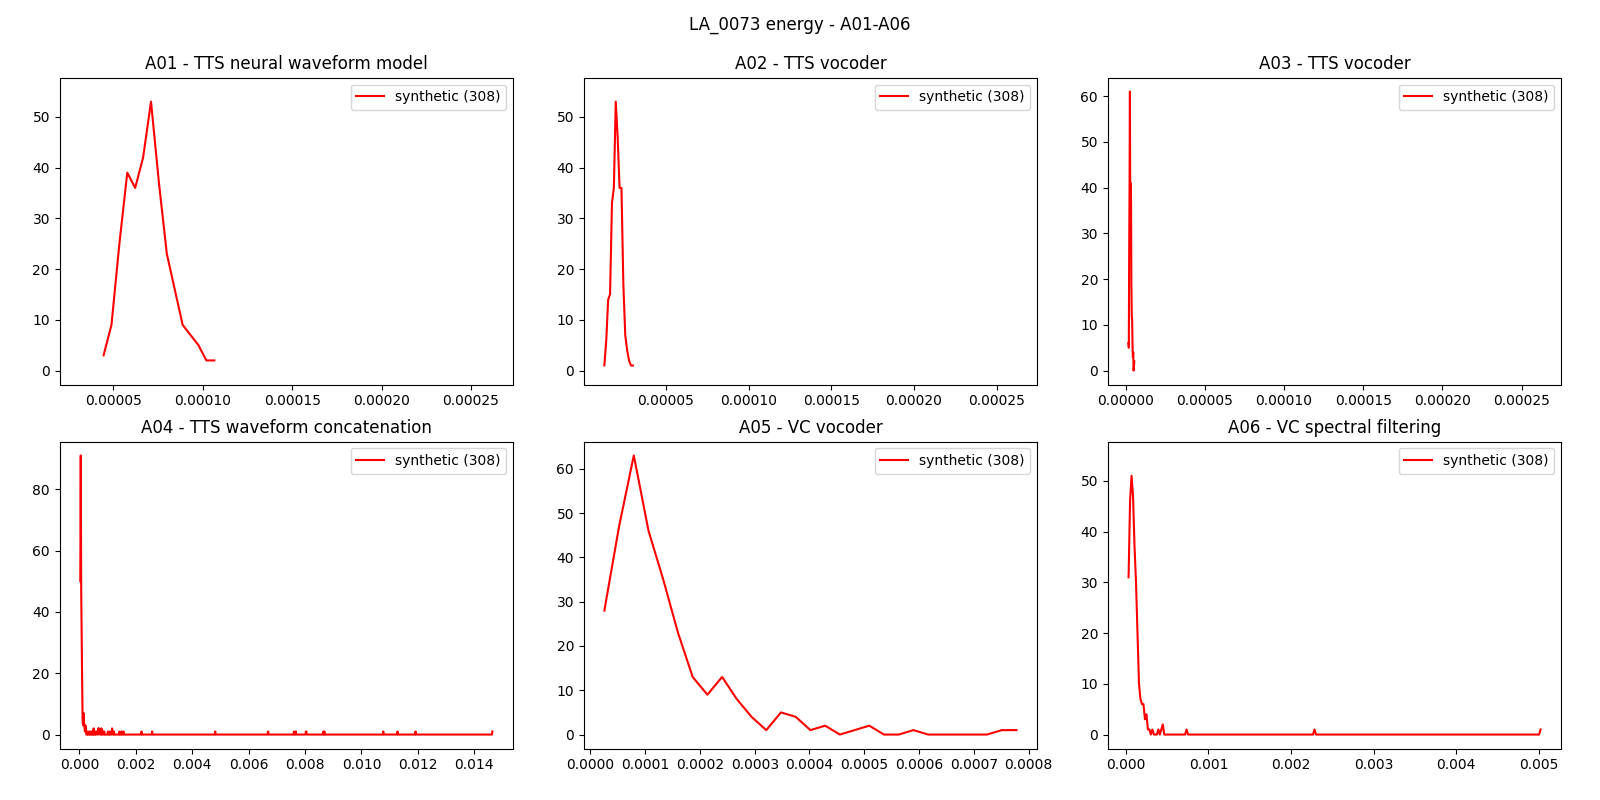 LA_0073 energy - A01-A06
A01 - TTS neural waveform model
synthetic (308)
50
40
30
20
10
0
0.00005 0.00010 0.00015 0.00020 0.00025
A02 - TTS vocoder
synthetic (308)
50
40
30
20
10
0
0.00005 0.00010 0.00015 0.00020 0.00025
A03 - TTS vocoder
synthetic (308)
60
50
40
30
20
10
0
0.00000 0.00005 0.00010 0.00015 0.00020 0.00025
A04 - TTS waveform concatenation
synthetic (308)
80
60
40
20
0
0.000 0.002 0.004 0.006 0.008 0.010 0.012 0.014
A05 - VC vocoder
synthetic (308)
60
50
40
30
20
10
0
0.0000 0.0001 0.0002 0.0003 0.0004 0.0005 0.0006 0.0007 0.0008
A06 - VC spectral filtering
synthetic (308)
50
40
30
20
10
0
0.000 0.001 0.002 0.003 0.004 0.005